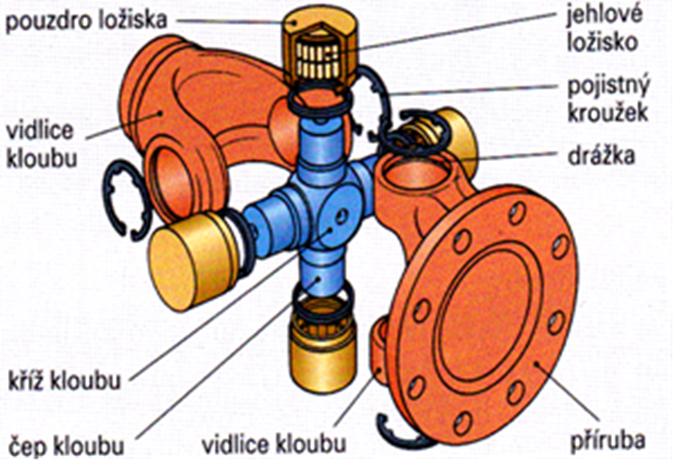 pouzdro ložiska
jehlové
ložisko
pojistný
kroužek
vidlice
kloubu
drážka
kříž kloubu
čep kloubu
vidlice kloubu
příruba